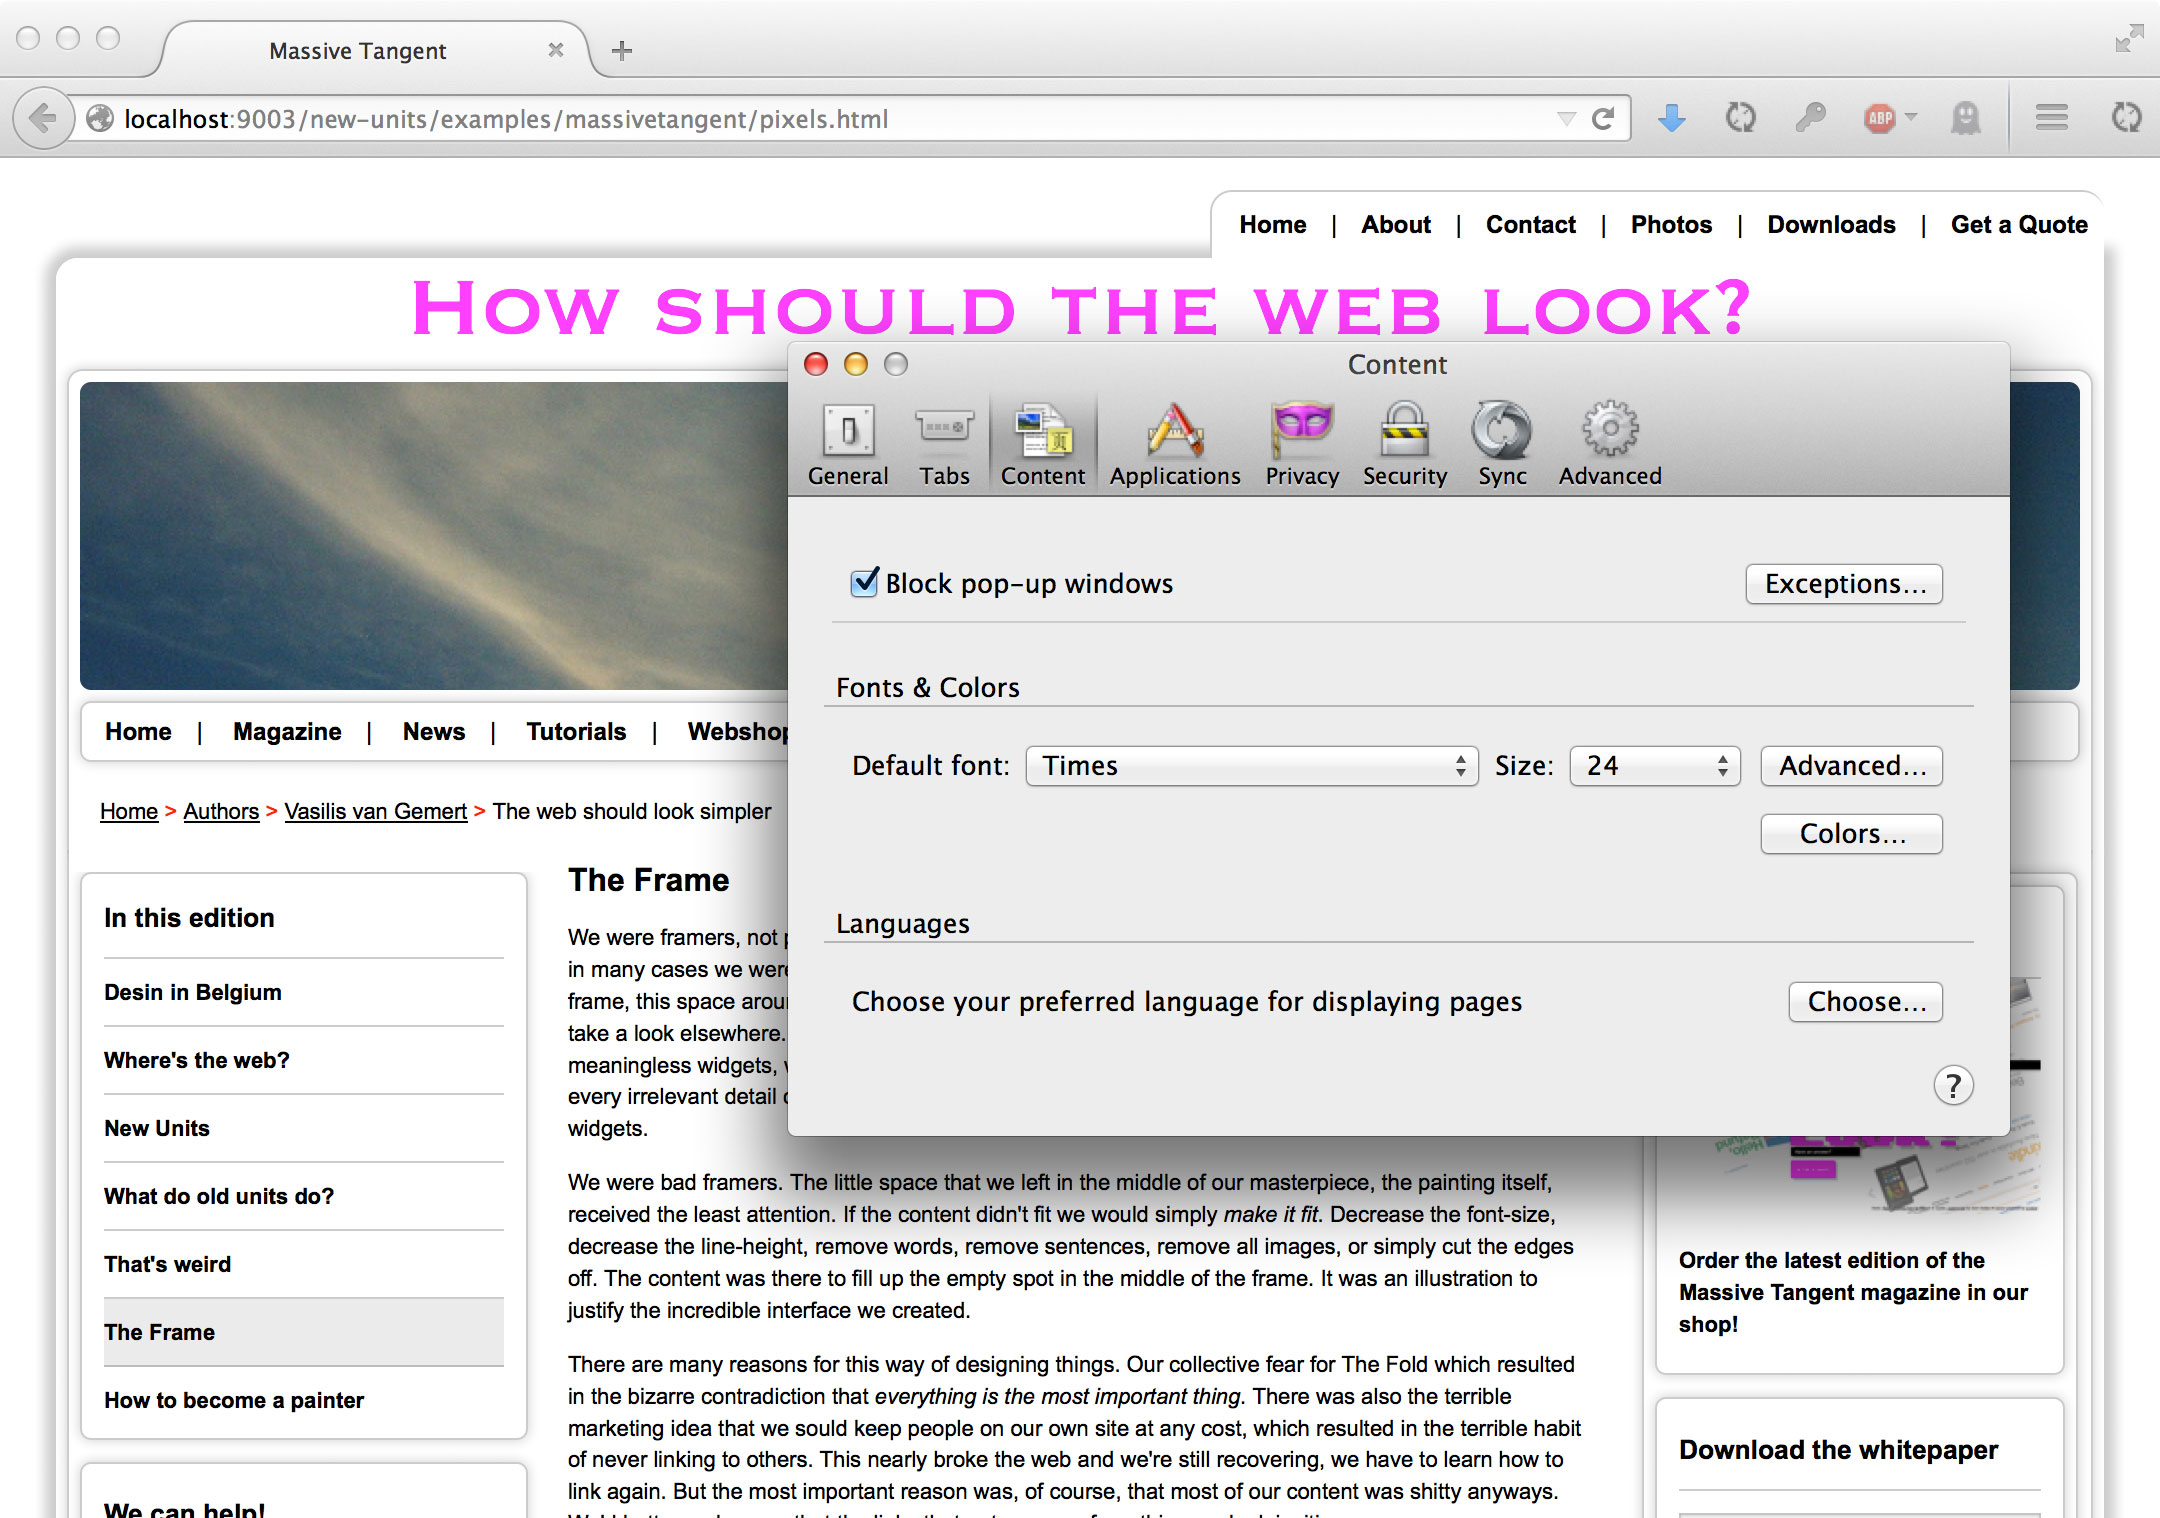 Massive Tangent
localhost:9003/new-units/examples/massivetangent/pixels.html
ABP
Home | About | Contact | Photos | Downloads | Get a Quote
How should the web look?
Content
General Tabs Content Applications Privacy Security Sync Advanced
Block pop-up windows Exceptions...
Fonts & Colors
Default font: Times Size: 24 Advanced...
Colors...
Languages
Choose your preferred language for displaying pages Choose...
?
Home | Magazine | News | Tutorials | Webshop
Home > Authors > Vasilis van Gemert > The web should look simpler
In this edition
Desin in Belgium
Where's the web?
New Units
What do old units do?
That's weird
The Frame
How to become a painter
We can help!
The Frame
We were framers, not
in many cases we were
frame, this space
take a look elsewhere.
meaningless widgets,
every irrelevant detail
widgets.
We were bad framers. The little space that we left in the middle of our masterpiece, the painting itself,
received the least attention. If the content didn't fit we would simply make it fit. Decrease the font-size,
decrease the line-height, remove words, remove sentences, remove all images, or simply cut the edges
off. The content was there to fill up the empty spot in the middle of the frame. It was an illustration to
justify the incredible interface we created.
There are many reasons for this way of designing things. Our collective fear for The Fold which resulted
in the bizarre contradiction that everything is the most important thing. There was also the terrible
marketing idea that we sould keep people on our own site at any cost, which resulted in the terrible habit
of never linking to others. This nearly broke the web and we're still recovering, we have to learn how to
link again. But the most important reason was, of course, that most of our content was shitty anyways.
Order the latest edition of the
Massive Tangent magazine in our
shop!
Download the whitepaper